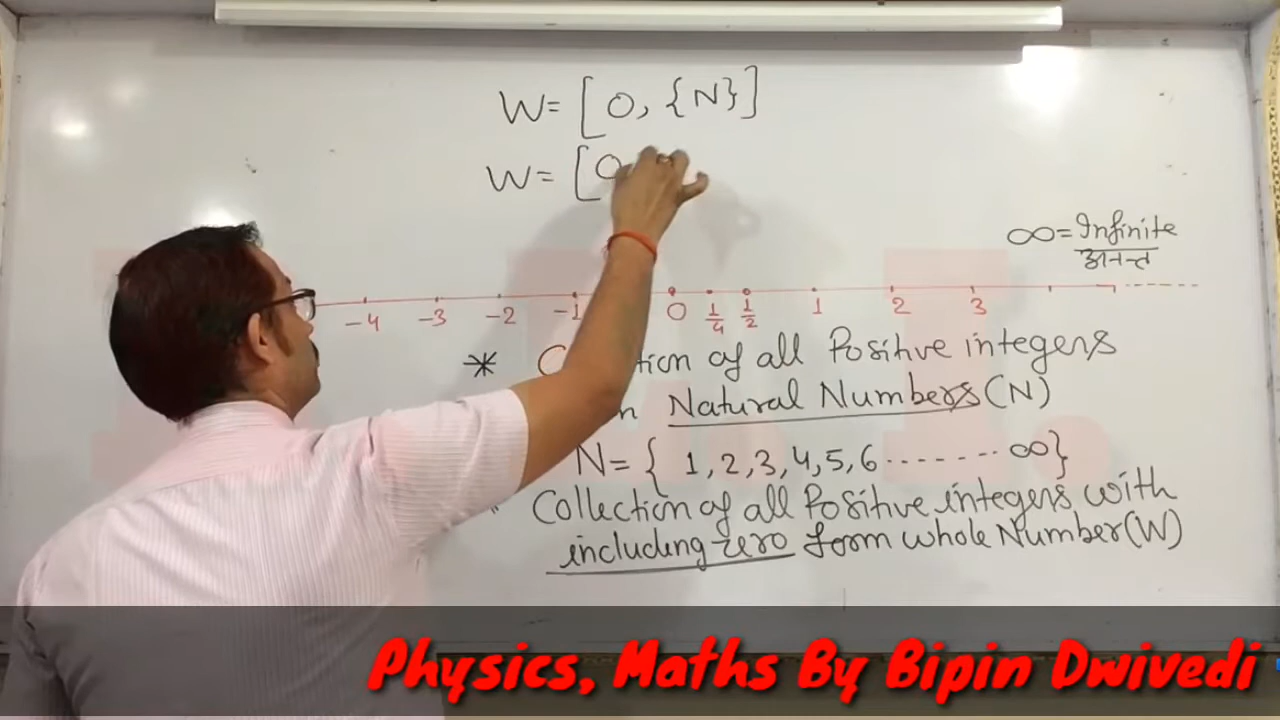 W= [0, {N}]
W= [0
∞= Infinite
अनन्त
-4 -3 -2 -1 0 1/4 1/2 1 2 3
* tion of all Positive integers
n Natural Numbers (N)
N= { 1, 2, 3, 4, 5, 6 -------- ∞}
Collection of all Positive integers with
including zero form whole Number (W)
Physics, Maths By Bipin Dwivedi